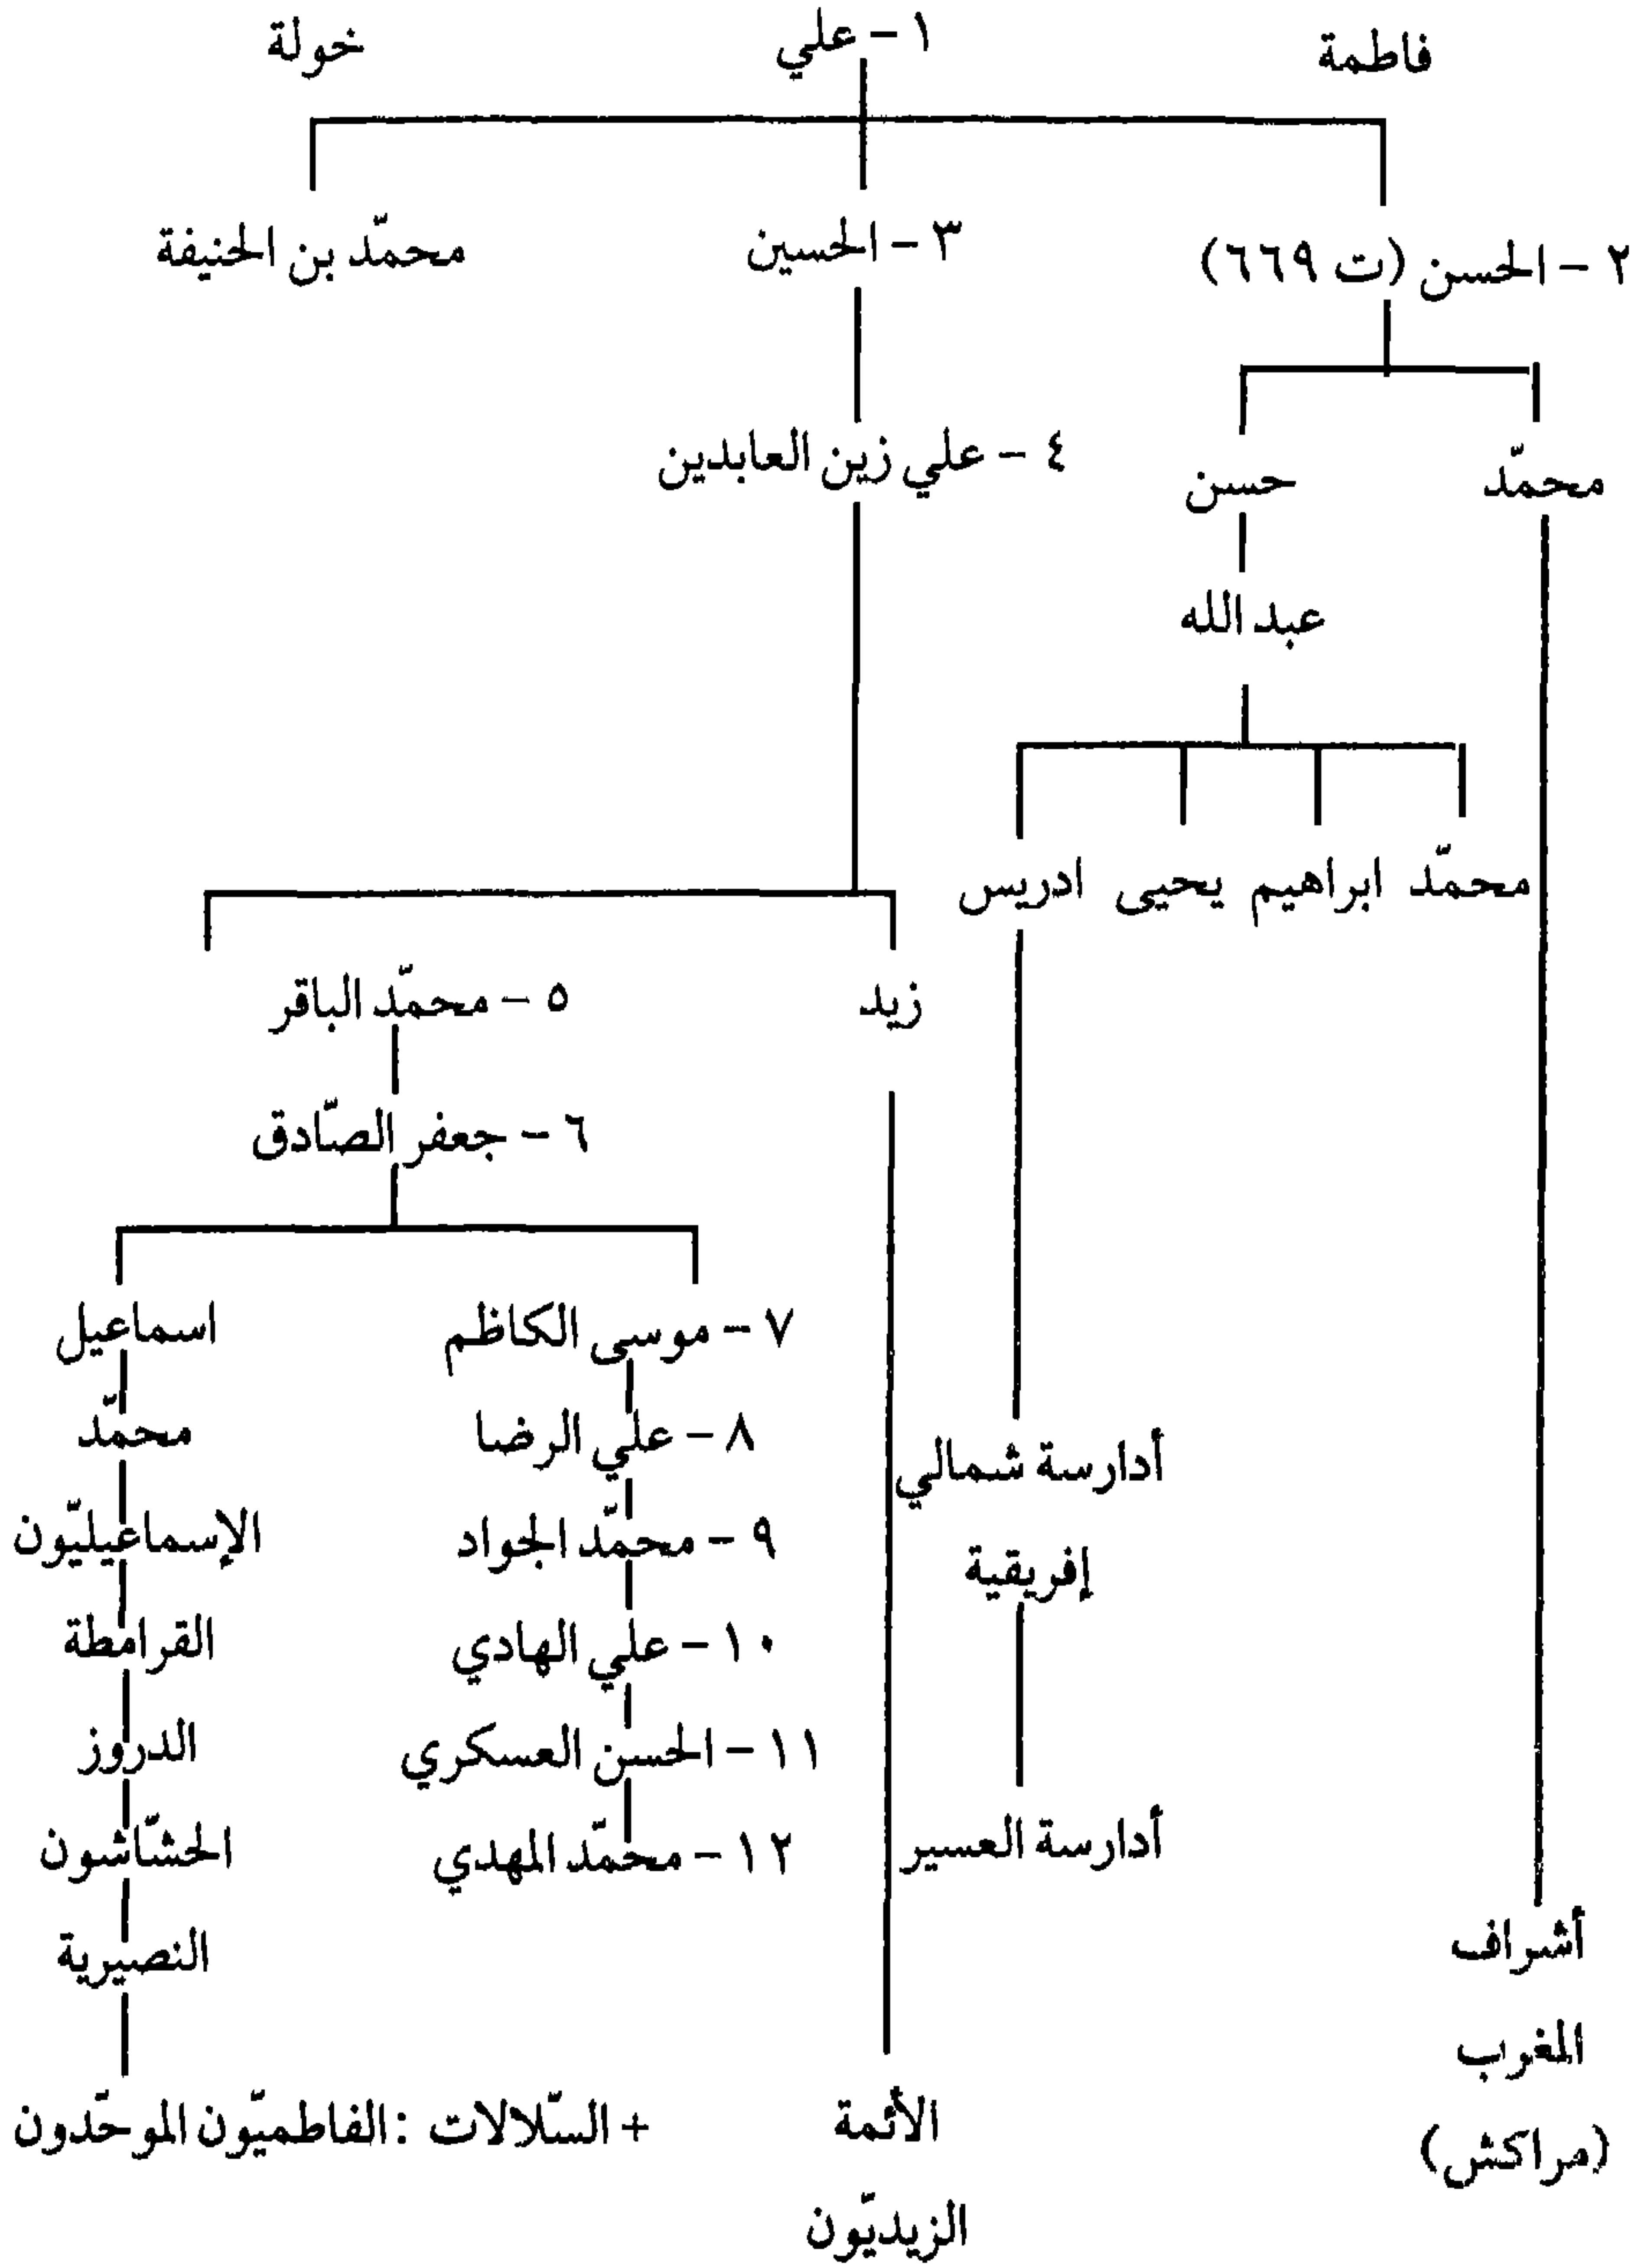 فاطمة
١ - علي
خولة
٢ - الحسن (ت ٦٦٩)
٣ - الحسين
محمّد بن الحنيفة
محمّد
حسن
٤ - علي زين العابدين
عبد الله
محمّد ابراهيم يحيى ادريس
زيد
٥ - محمّد الباقر
٦ - جعفر الصّادق
٧ - موسى الكاظم
اسماعيل
٨ - علي الرضا
محمّد
أدارسة شمالي
إفريقية
٩ - محمّد الجواد
الإسماعيليّون
١٠ - علي الهادي
القرامطة
١١ - الحسن العسكري
الدروز
أدارسة العسير
١٢ - محمّد المهدي
الحشّاشون
النصيرية
أشراف
المغرب
(مراكش)
الأئمة
الزيديّون
+ السّلالات : الفاطميّون الموحّدون